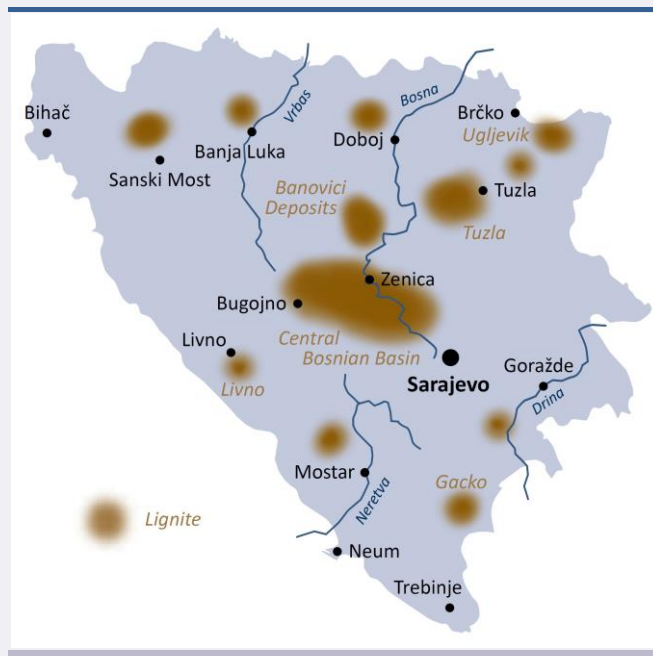 Bihač
Sanski Most
Banja Luka
Vrbas
Doboj
Bosna
Brčko
Ugljevik
Banovici
Deposits
Tuzla
Tuzla
Zenica
Bugojno
Central
Bosnian Basin
Livno
Livno
Sarajevo
Goražde
Drina
Mostar
Neretva
Gacko
Lignite
Neum
Trebinje